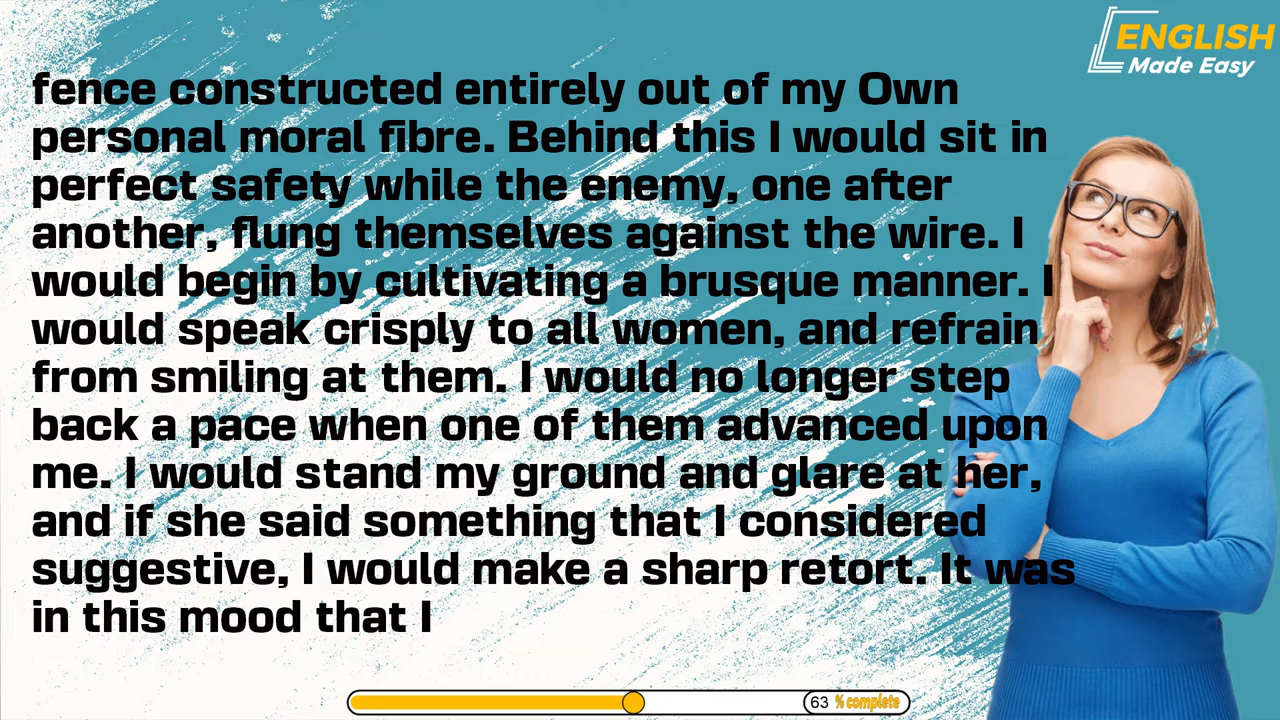 ENGLISH
Made Easy
fence constructed entirely out of my Own
personal moral fibre. Behind this I would sit in
perfect safety while the enemy, one after
another, flung themselves against the wire. I
would begin by cultivating a brusque manner. I
would speak crisply to all women, and refrain
from smiling at them. I would no longer step
back a pace when one of them advanced upon
me. I would stand my ground and glare at her,
and if she said something that I considered
suggestive, I would make a sharp retort. It was
in this mood that I
63 % complete